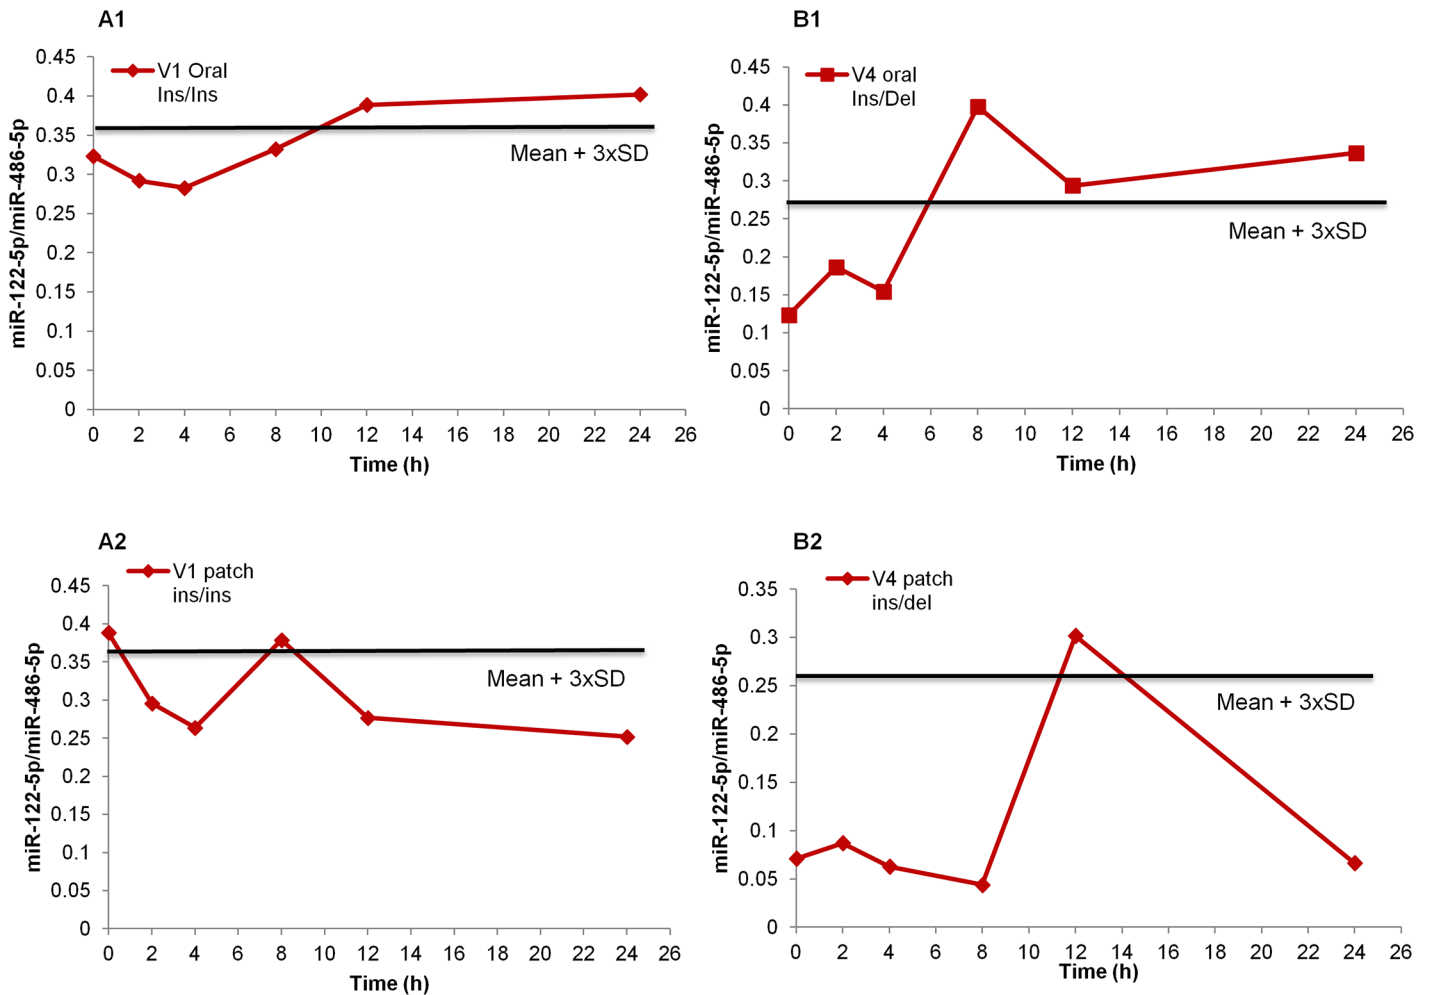 A1
V1 Oral
Ins/Ins
miR-122-5p/miR-486-5p
0.45
0.4
0.35
0.3
0.25
0.2
0.15
0.1
0.05
0
Mean + 3xSD
0 2 4 6 8 10 12 14 16 18 20 22 24 26
Time (h)
B1
V4 oral
Ins/Del
miR-122-5p/miR-486-5p
0.45
0.4
0.35
0.3
0.25
0.2
0.15
0.1
0.05
0
Mean + 3xSD
0 2 4 6 8 10 12 14 16 18 20 22 24 26
Time (h)
A2
V1 patch
ins/ins
miR-122-5p/miR-486-5p
0.45
0.4
0.35
0.3
0.25
0.2
0.15
0.1
0.05
0
Mean + 3xSD
0 2 4 6 8 10 12 14 16 18 20 22 24 26
Time (h)
B2
V4 patch
ins/del
miR-122-5p/miR-486-5p
0.35
0.3
0.25
0.2
0.15
0.1
0.05
0
Mean + 3xSD
0 2 4 6 8 10 12 14 16 18 20 22 24 26
Time (h)